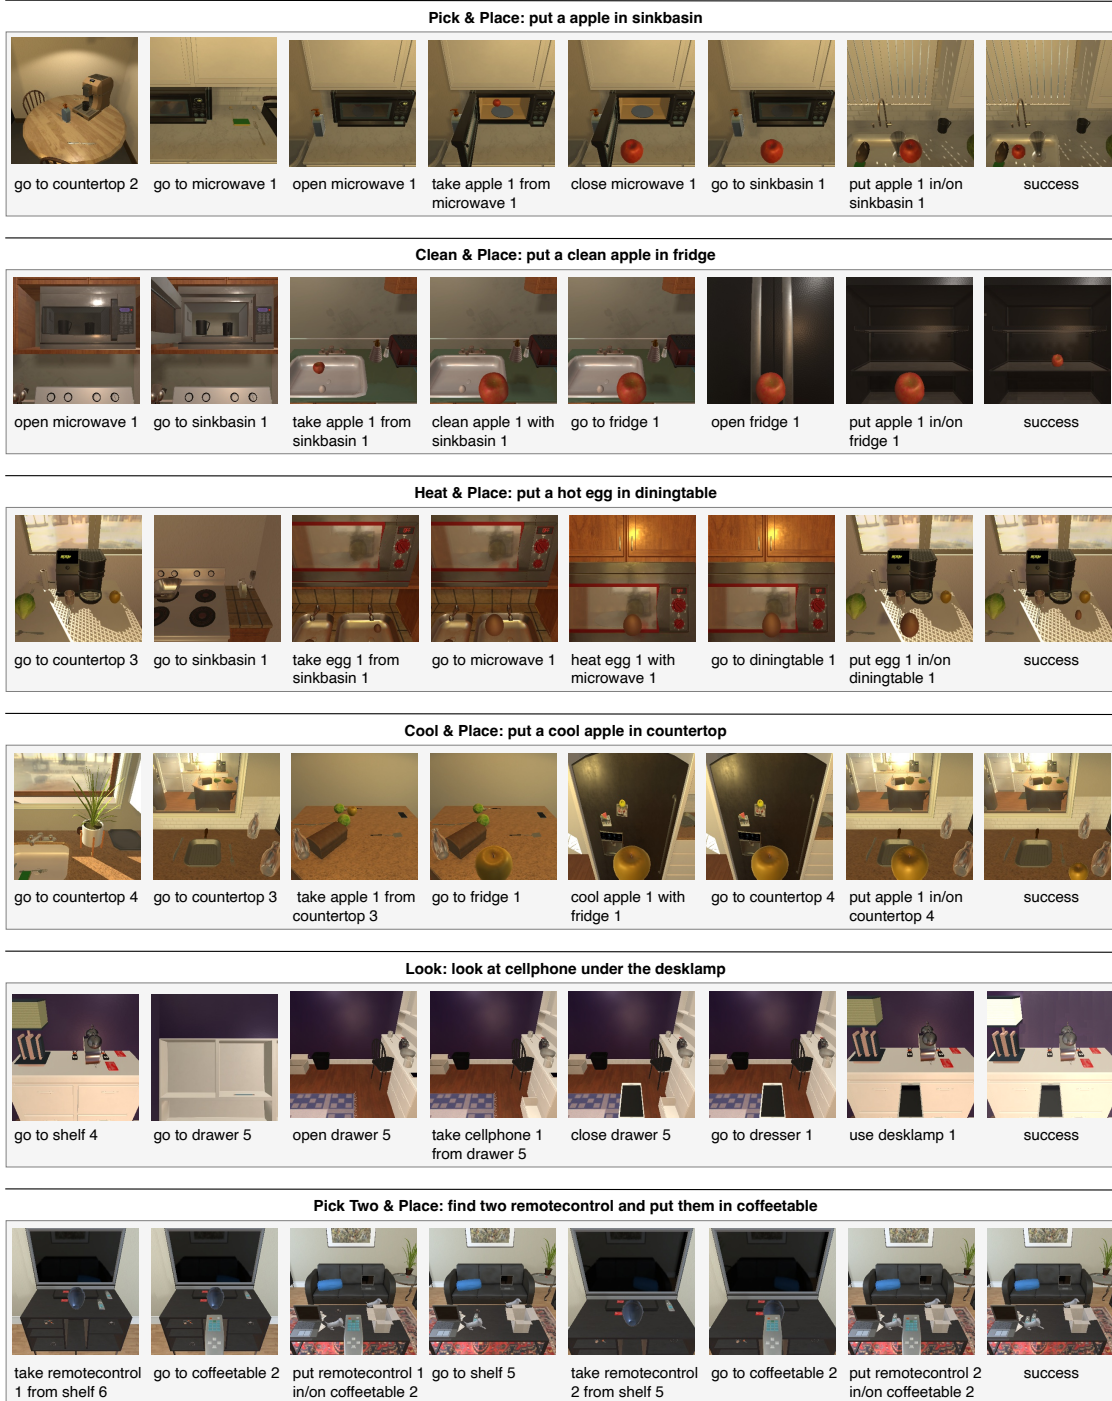 Pick & Place: put a apple in sinkbasin
go to countertop 2
go to microwave 1
open microwave 1
take apple 1 from
microwave 1
close microwave 1
go to sinkbasin 1
put apple 1 in/on
sinkbasin 1
success
Clean & Place: put a clean apple in fridge
open microwave 1
go to sinkbasin 1
take apple 1 from
sinkbasin 1
clean apple 1 with
sinkbasin 1
go to fridge 1
open fridge 1
put apple 1 in/on
fridge 1
success
Heat & Place: put a hot egg in diningtable
go to countertop 3
go to sinkbasin 1
take egg 1 from
sinkbasin 1
go to microwave 1
heat egg 1 with
microwave 1
go to diningtable 1
put egg 1 in/on
diningtable 1
success
Cool & Place: put a cool apple in countertop
go to countertop 4
go to countertop 3
take apple 1 from
countertop 3
go to fridge 1
cool apple 1 with
fridge 1
go to countertop 4
put apple 1 in/on
countertop 4
success
Look: look at cellphone under the desklamp
go to shelf 4
go to drawer 5
open drawer 5
take cellphone 1
from drawer 5
close drawer 5
go to dresser 1
use desklamp 1
success
Pick Two & Place: find two remotecontrol and put them in coffeetable
take remotecontrol
1 from shelf 6
go to coffeetable 2
put remotecontrol 1
in/on coffeetable 2
go to shelf 5
take remotecontrol
2 from shelf 5
go to coffeetable 2
put remotecontrol 2
in/on coffeetable 2
success